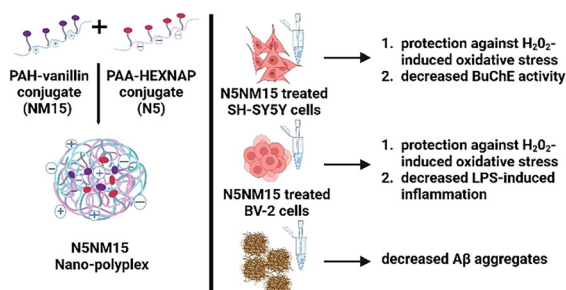 +
PAH-vanillin
conjugate
(NM15)
PAA-HEXNAP
conjugate
(N5)
N5NM15
Nano-polyplex
N5NM15 treated
SH-SY5Y cells
1. protection against H₂O₂-
induced oxidative stress
2. decreased BuChE activity
N5NM15 treated
BV-2 cells
1. protection against H₂O₂-
induced oxidative stress
2. decreased LPS-induced
inflammation
decreased Aβ aggregates